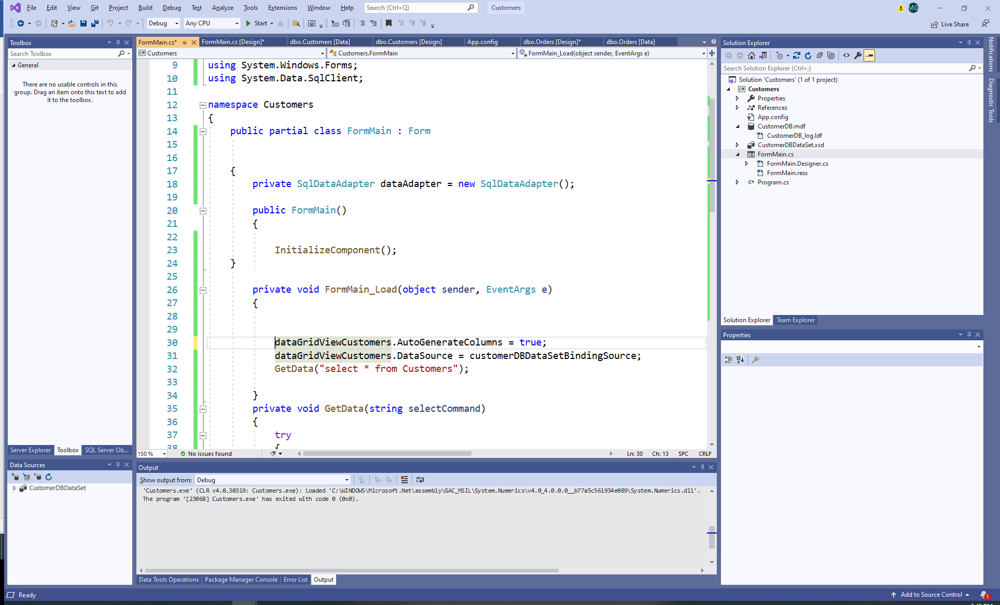 File Edit View Git Project Build Debug Test Analyze Tools Extensions Window Help Search (Ctrl+Q) Customers MG
Debug Any CPU Start Live Share
Toolbox
Search Toolbox
General
There are no usable controls in this
group. Drag an item onto this text to add
it to the toolbox.
Server Explorer Toolbox SQL Server Ob...
Data Sources
CustomerDBDataSet
FormMain.cs* FormMain.cs [Design]* dbo.Customers [Data] dbo.Customers [Design] App.config dbo.Orders [Design]* dbo.Orders [Data]
C# Customers Customers.FormMain FormMain_Load(object sender, EventArgs e)
9 using System.Windows.Forms;
10 using System.Data.SqlClient;
11
12 namespace Customers
13 {
14 public partial class FormMain : Form
15
16
17 {
18 private SqlDataAdapter dataAdapter = new SqlDataAdapter();
19
20 public FormMain()
21 {
22
23 InitializeComponent();
24 }
25
26 private void FormMain_Load(object sender, EventArgs e)
27 {
28
29
30 dataGridViewCustomers.AutoGenerateColumns = true;
31 dataGridViewCustomers.DataSource = customerDBDataSetBindingSource;
32 GetData("select * from Customers");
33
34 }
35 private void GetData(string selectCommand)
36 {
37 try
38 {
150 % No issues found Ln: 30 Ch: 13 SPC CRLF
Output
Show output from: Debug
'Customers.exe' (CLR v4.0.30319: Customers.exe): Loaded 'C:\WINDOWS\Microsoft.Net\assembly\GAC_MSIL\System.Numerics\v4.0_4.0.0.0__b77a5c561934e089\System.Numerics.dll'.
The program '[23068] Customers.exe' has exited with code 0 (0x0).
Data Tools Operations Package Manager Console Error List Output
Solution Explorer
Search Solution Explorer (Ctrl+;)
Solution 'Customers' (1 of 1 project)
C# Customers
Properties
References
App.config
CustomerDB.mdf
CustomerDB_log.ldf
CustomerDBDataSet.xsd
FormMain.cs
FormMain.Designer.cs
FormMain.resx
C# Program.cs
Solution Explorer Team Explorer
Properties
Notifications
Diagnostic Tools
Ready Add to Source Control 1